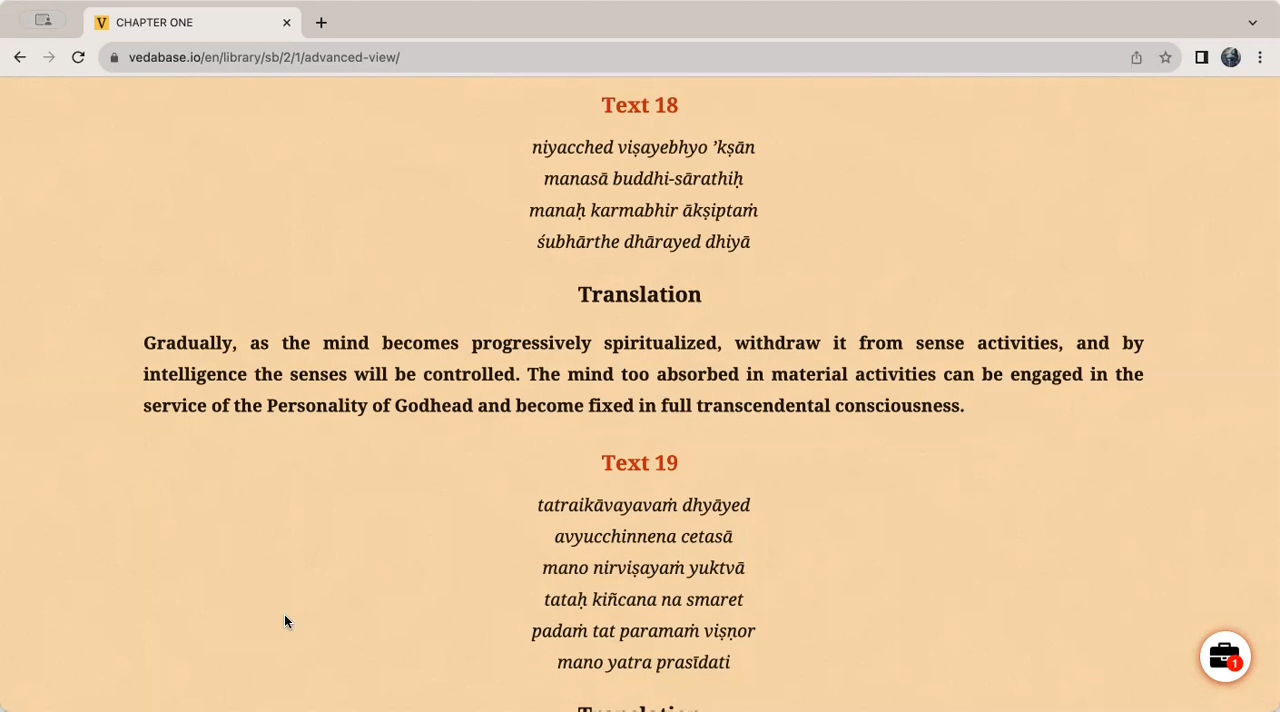 CHAPTER ONE
vedabase.io/en/library/sb/2/1/advanced-view/
Text 18
niyacched viṣayebhyo ’kṣān
manasā buddhi-sārathiḥ
manaḥ karmabhir ākṣiptaṁ
śubhārthe dhārayed dhiyā
Translation
Gradually, as the mind becomes progressively spiritualized, withdraw it from sense activities, and by
intelligence the senses will be controlled. The mind too absorbed in material activities can be engaged in the
service of the Personality of Godhead and become fixed in full transcendental consciousness.
Text 19
tatraikāvayavaṁ dhyāyed
avyucchinnena cetasā
mano nirviṣayaṁ yuktvā
tataḥ kiñcana na smaret
padaṁ tat paramaṁ viṣṇor
mano yatra prasīdati
Translation
1